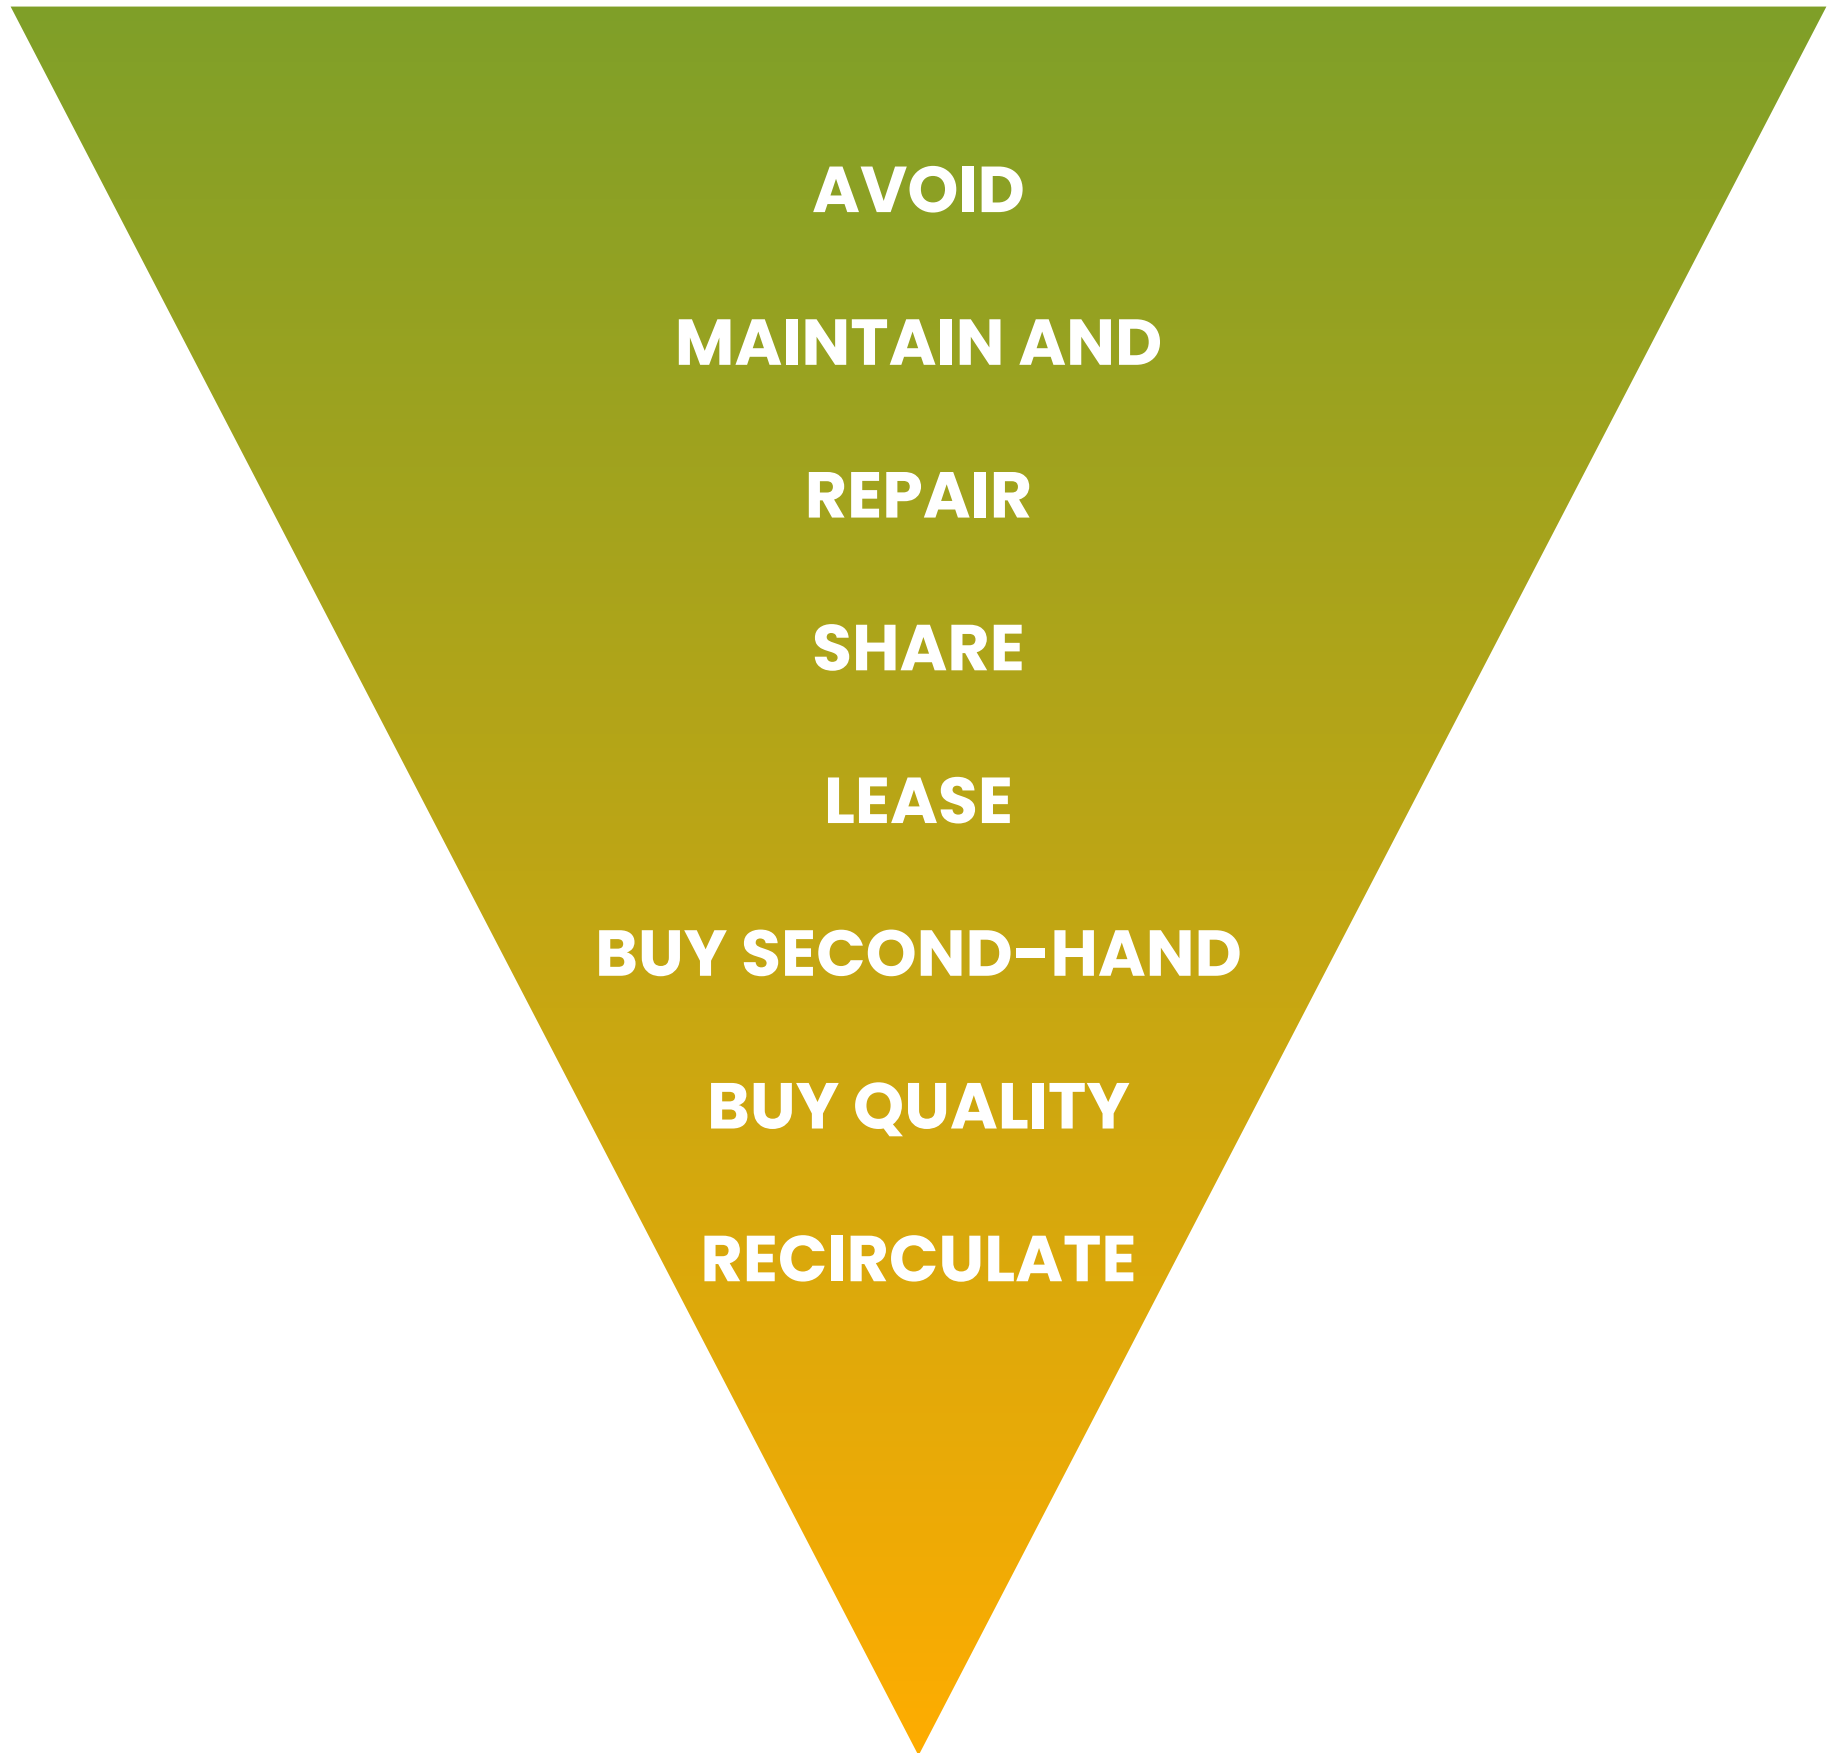 AVOID
MAINTAIN AND
REPAIR
SHARE
LEASE
BUY SECOND-HAND
BUY QUALITY
RECIRCULATE